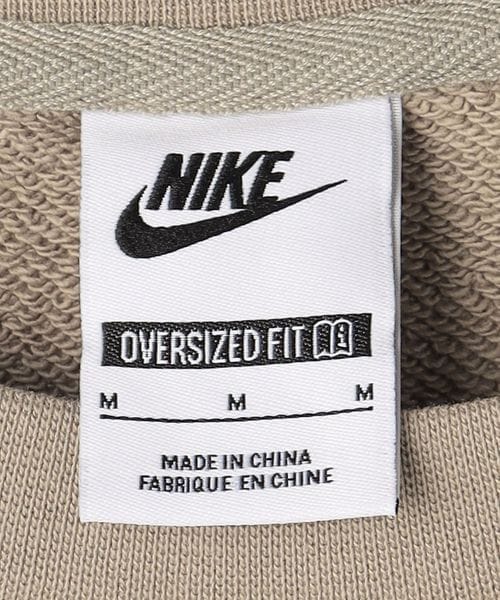 NIKE
OVERSIZED FIT
M M M
MADE IN CHINA
FABRIQUE EN CHINE